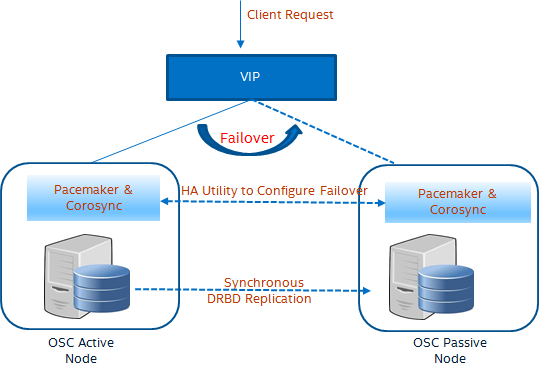 Client Request
VIP
Failover
Pacemaker &
Corosync
HA Utility to Configure Failover
Pacemaker &
Corosync
Synchronous
DRBD Replication
OSC Active
Node
OSC Passive
Node